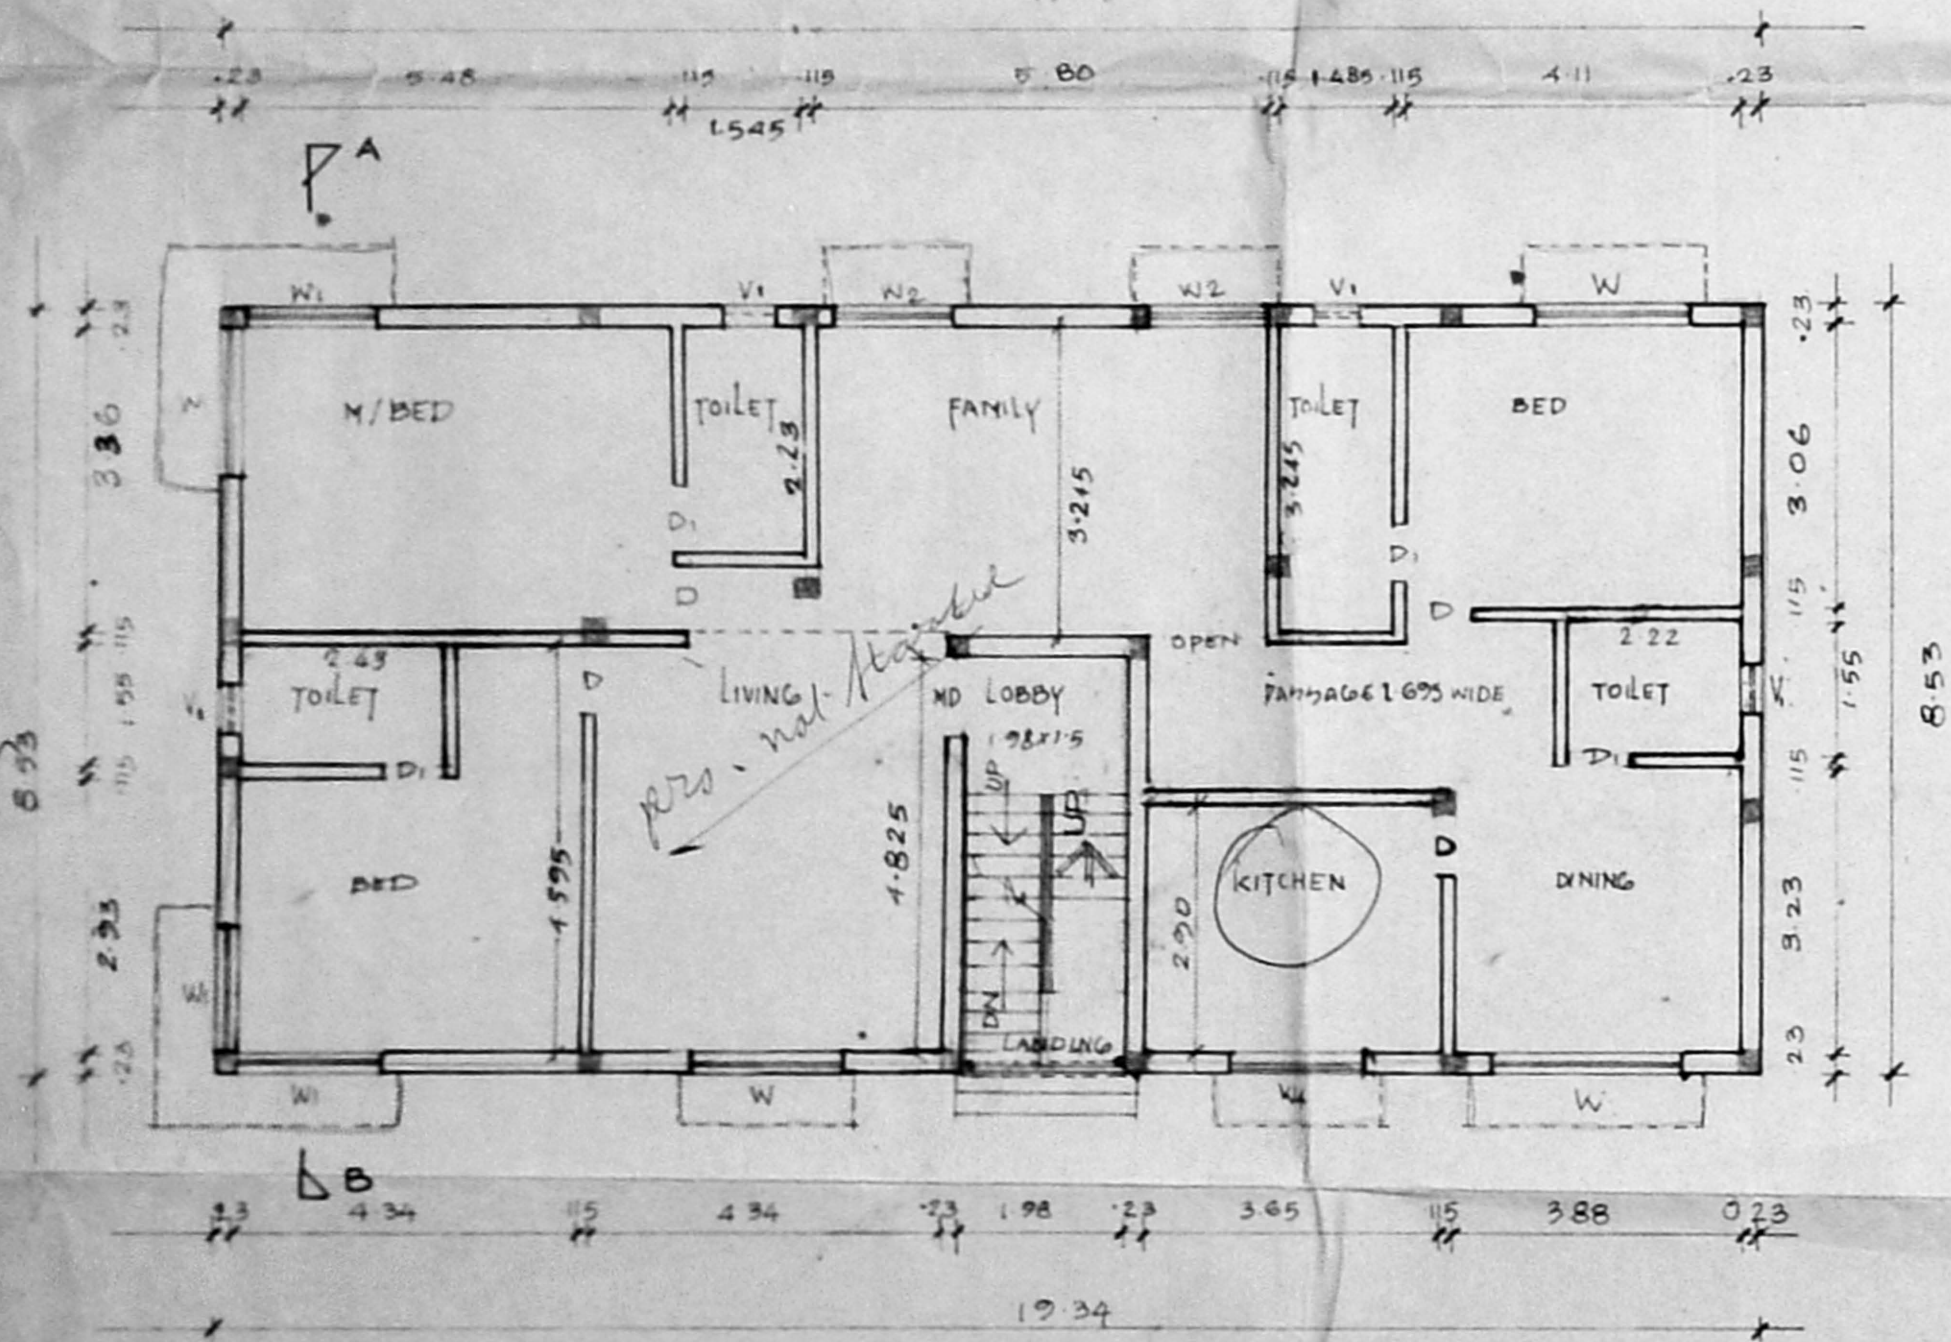 .23 5.48 .115 .115 5.80 .115 1.485 .115 4.11 .23
1.545
A
W1 V1 W2 W2 V1 W
.23 .23
M/BED TOILET FAMILY TOILET BED
3.36 2.23 3.215 3.245 3.06
D1 D1
D D
115 115
2.43 OPEN 2.22
TOILET D LIVING MD LOBBY PASSAGE 1.695 WIDE TOILET
1.55 1.98x1.5 1.55
8.53
D1 D1
115 UP UP 115
4.825 D
BED 4.595 KITCHEN DINING
2.93 2.90 3.23
W1 DN
.23 LANDING 23
W1 W W
B
.23 4.34 115 4.34 .23 1.98 .23 3.65 115 3.88 0.23
19.34